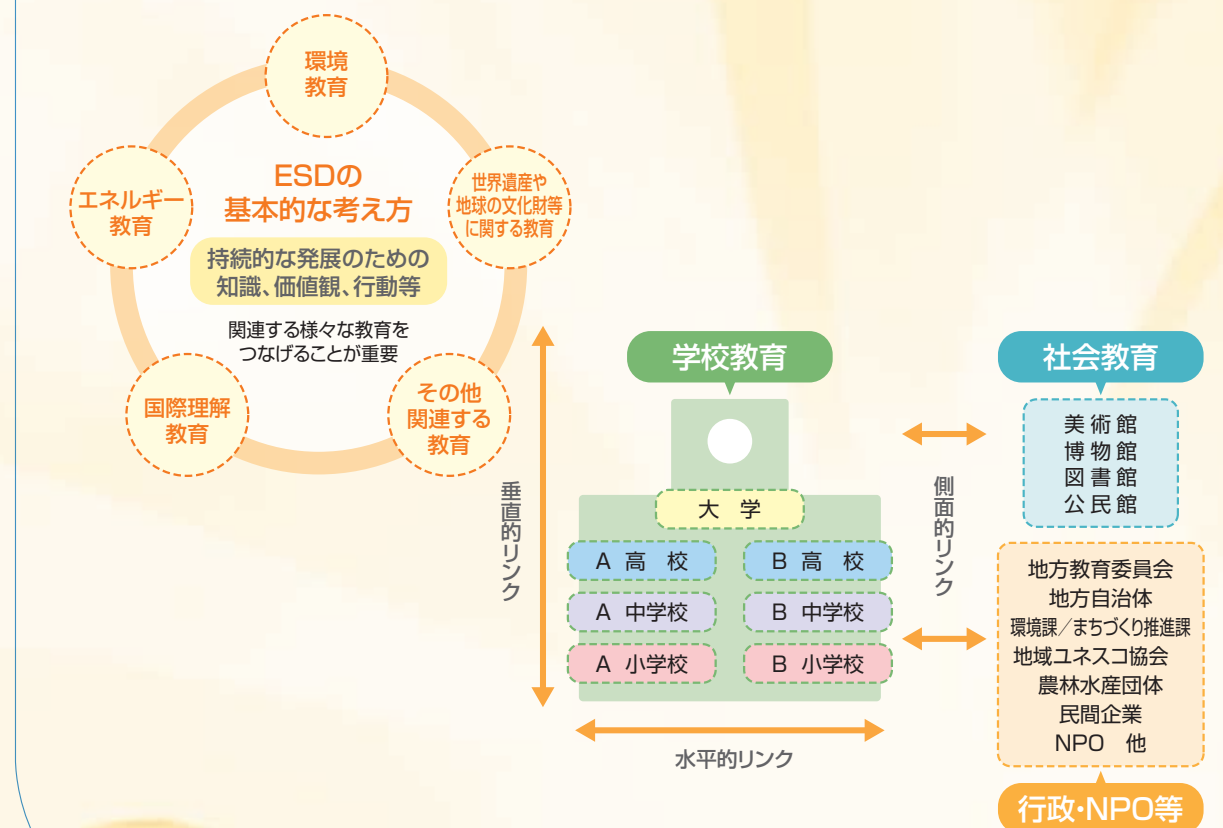 環境
教育
エネルギー
教育
ESDの
基本的な考え方
世界遺産や
地球の文化財等
に関する教育
持続的な発展のための
知識、価値観、行動等
関連する様々な教育を
つなげることが重要
国際理解
教育
その他
関連する
教育
垂直的リンク
学校教育
大 学
A 高 校
B 高 校
A 中学校
B 中学校
A 小学校
B 小学校
水平的リンク
側面的リンク
社会教育
美術館
博物館
図書館
公民館
地方教育委員会
地方自治体
環境課/まちづくり推進課
地域ユネスコ協会
農林水産団体
民間企業
NPO 他
行政・NPO等